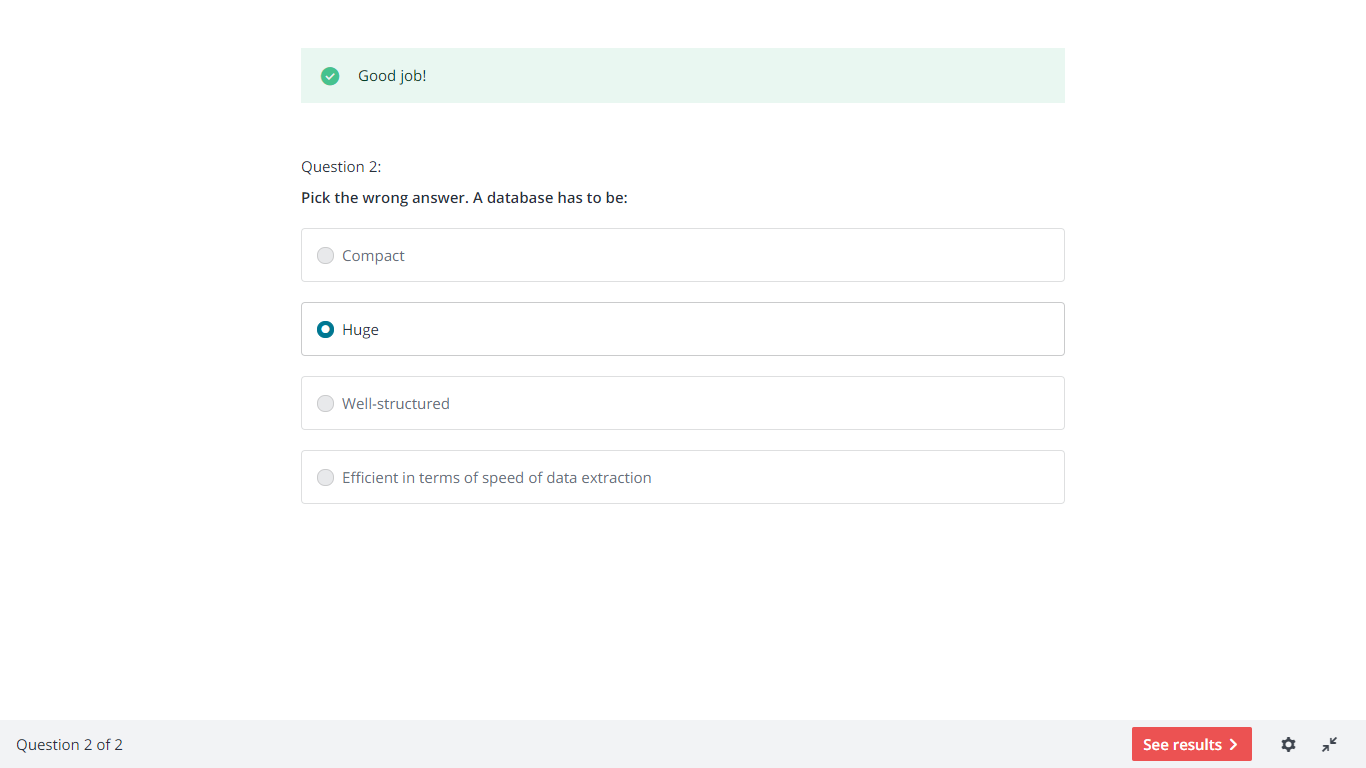 Good job!
Question 2:
Pick the wrong answer. A database has to be:
Compact
Huge
Well-structured
Efficient in terms of speed of data extraction
Question 2 of 2
See results